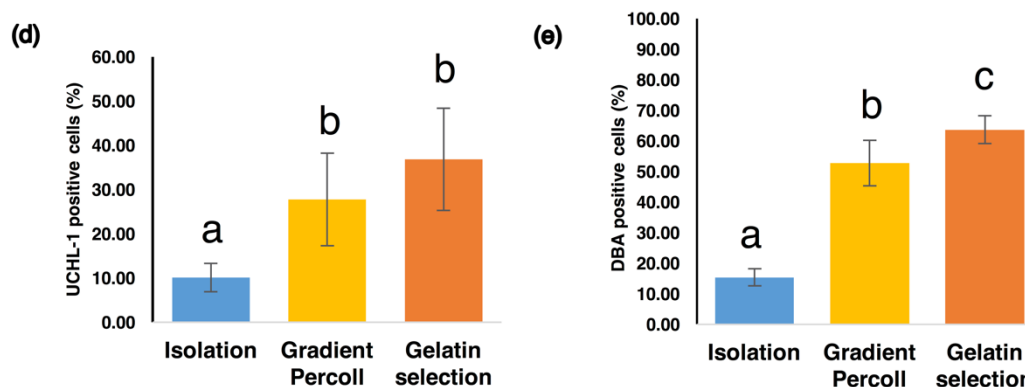 (d)
UCHL-1 positive cells (%)
60.00
50.00
40.00
30.00
20.00
10.00
0.00
a
b
b
Isolation
Gradient
Percoll
Gelatin
selection
(e)
DBA positive cells (%)
100.00
90.00
80.00
70.00
60.00
50.00
40.00
30.00
20.00
10.00
0.00
a
b
c
Isolation
Gradient
Percoll
Gelatin
selection